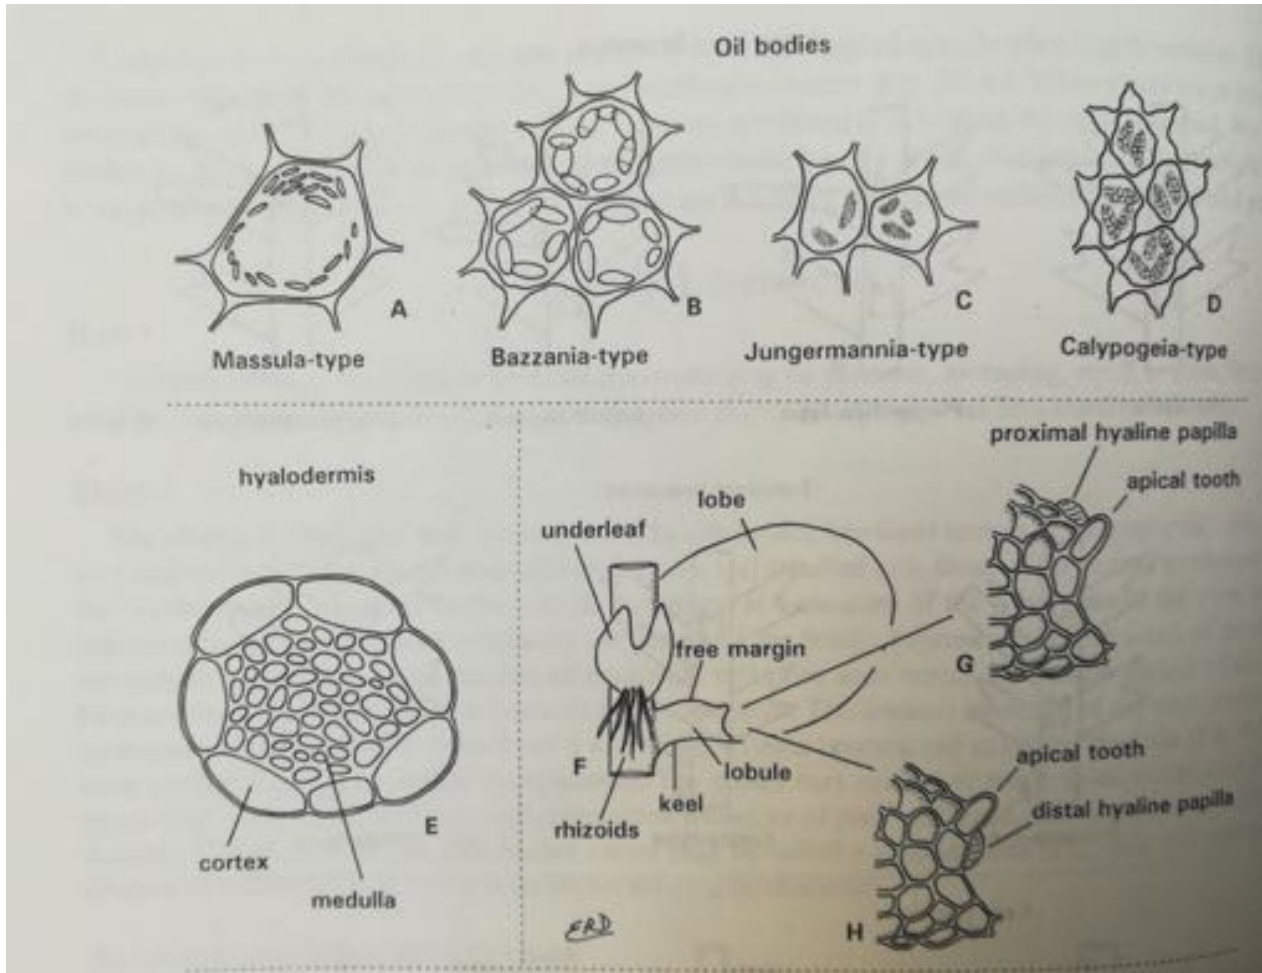 Oil bodies
A
B
C
D
Massula-type
Bazzania-type
Jungermannia-type
Calypogeia-type
hyalodermis
E
cortex
medulla
underleaf
lobe
free margin
F
lobule
keel
rhizoids
proximal hyaline papilla
apical tooth
G
apical tooth
distal hyaline papilla
H
ERD